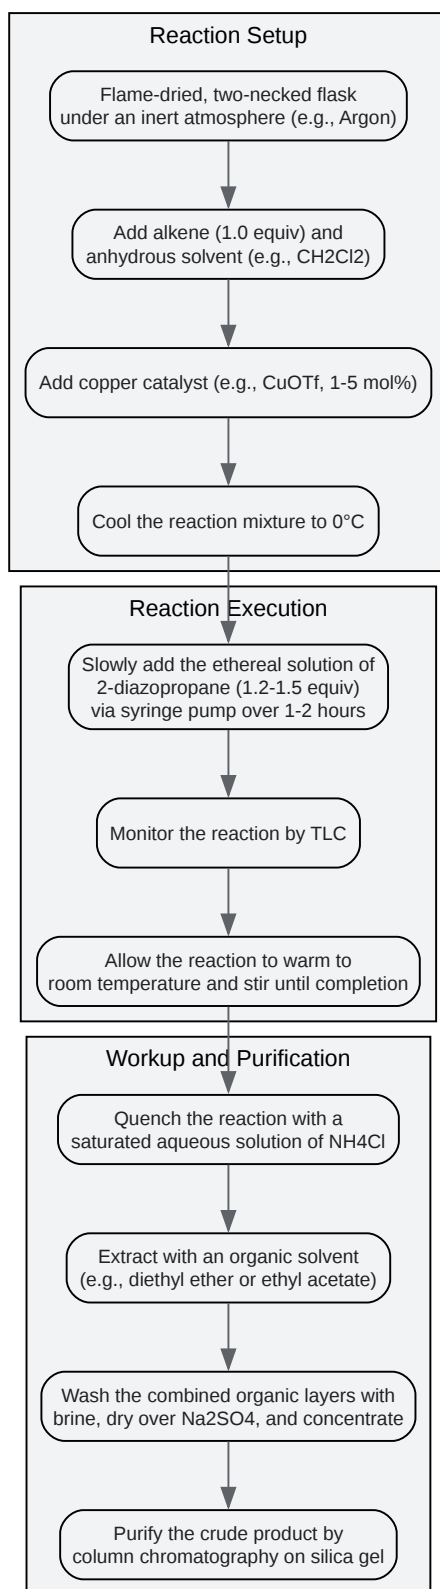 Reaction Setup
Flame-dried, two-necked flask
under an inert atmosphere (e.g., Argon)
Add alkene (1.0 equiv) and
anhydrous solvent (e.g., CH2Cl2)
Add copper catalyst (e.g., CuOTf, 1-5 mol%)
Cool the reaction mixture to 0°C
Reaction Execution
Slowly add the ethereal solution of
2-diazopropane (1.2-1.5 equiv)
via syringe pump over 1-2 hours
Monitor the reaction by TLC
Allow the reaction to warm to
room temperature and stir until completion
Workup and Purification
Quench the reaction with a
saturated aqueous solution of NH4Cl
Extract with an organic solvent
(e.g., diethyl ether or ethyl acetate)
Wash the combined organic layers with
brine, dry over Na2SO4, and concentrate
Purify the crude product by
column chromatography on silica gel